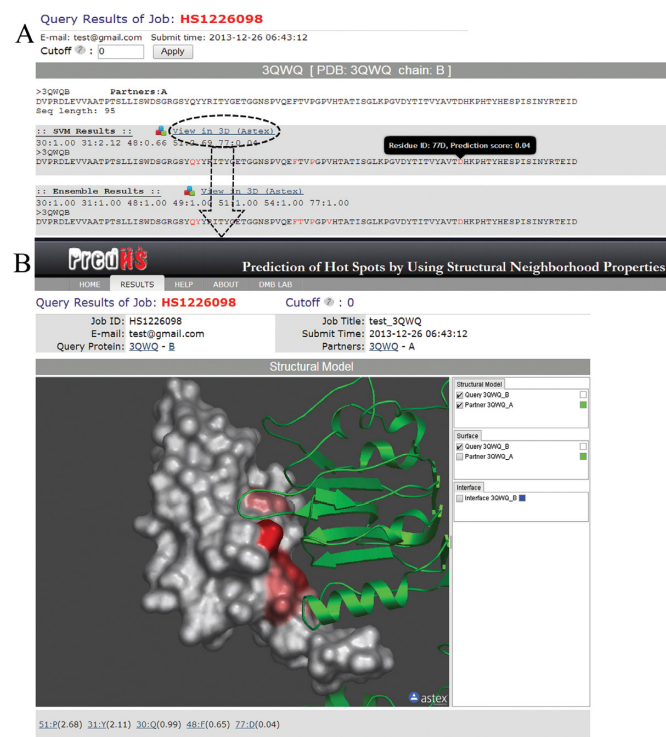 A
Query Results of Job: HS1226098
E-mail: test@gmail.com Submit time: 2013-12-26 06:43:12
Cutoff ? : 0 Apply
3QWQ [ PDB: 3QWQ chain: B ]
>3QWQB Partners:A
DVPRDLEVVAATPTSLLISWDSGRGSYQYYRITYGETGGNSPVQEFTVPGPVHTATISGLKPGVDYTITVYAVTDHKPHTYHESPISINYRTEID
Seq length: 95
:: SVM Results :: View in 3D (Astex)
30:1.00 31:2.12 48:0.66 51:2.69 77:0.04
>3QWQB
Residue ID: 77D, Prediction score: 0.04
DVPRDLEVVAATPTSLLISWDSGRGSYQYYRITYGETGGNSPVQEFTVPGPVHTATISGLKPGVDYTITVYAVTDHKPHTYHESPISINYRTEID
:: Ensemble Results :: View in 3D (Astex)
30:1.00 31:1.00 48:1.00 49:1.00 51:1.00 54:1.00 77:1.00
>3QWQB
DVPRDLEVVAATPTSLLISWDSGRGSYQYYRITYGETGGNSPVQEFTVPGPVHTATISGLKPGVDYTITVYAVTDHKPHTYHESPISINYRTEID
B
PredHS
Prediction of Hot Spots by Using Structural Neighborhood Properties
HOME RESULTS HELP ABOUT DMB LAB
Query Results of Job: HS1226098 Cutoff ? : 0
Job ID: HS1226098 Job Title: test_3QWQ
E-mail: test@gmail.com Submit Time: 2013-12-26 06:43:12
Query Protein: 3QWQ - B Partners: 3QWQ - A
Structural Model
Structural Model
Query 3QWQ_B
Partner 3QWQ_A
Surface
Query 3QWQ_B
Partner 3QWQ_A
Interface
Interface 3QWQ_B
astex
51:P(2.68) 31:Y(2.11) 30:Q(0.99) 48:F(0.65) 77:D(0.04)